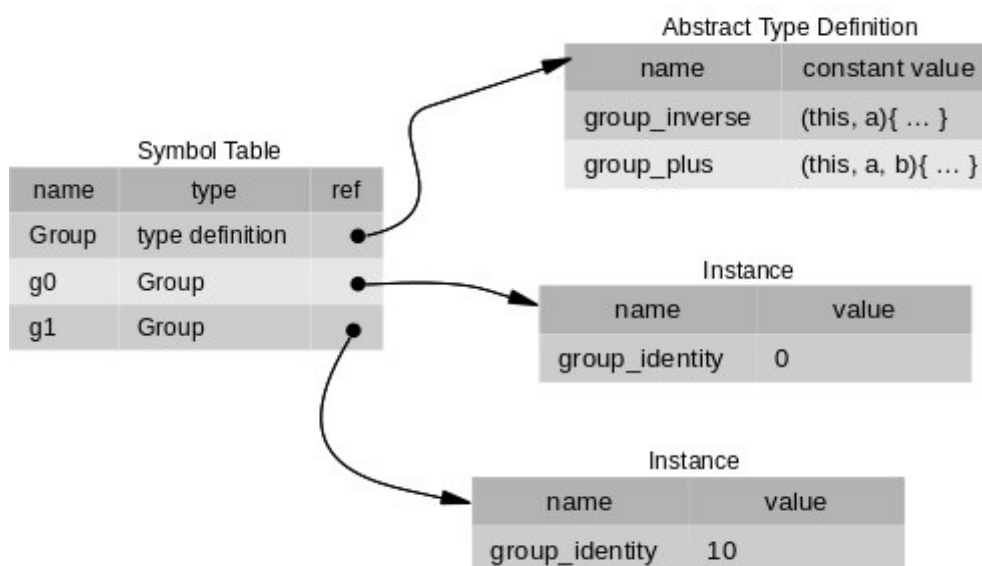 Abstract Type Definition
name constant value
group_inverse (this, a){ ... }
group_plus (this, a, b){ ... }
Symbol Table
name type ref
Group type definition
g0 Group
g1 Group
Instance
name value
group_identity 0
Instance
name value
group_identity 10